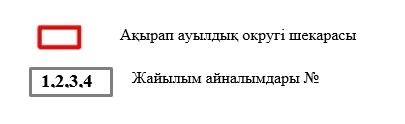 Ақырап ауылдық округі шекарасы
1,2,3,4 Жайылым айналымдары №